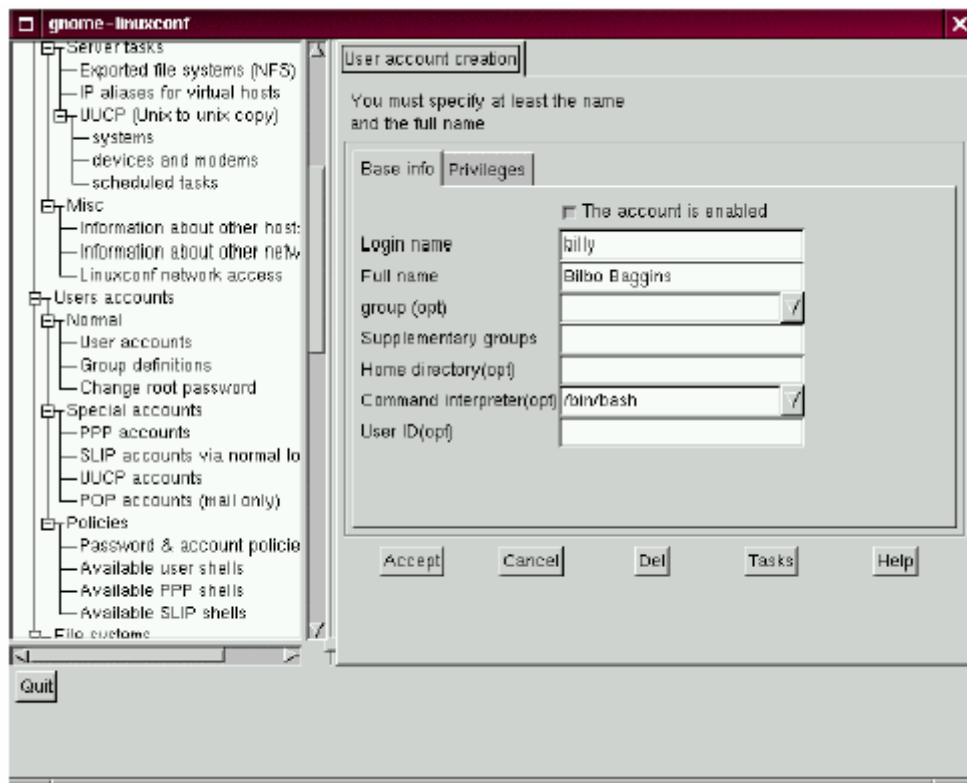 gnome-linuxconf
Server tasks
Exported file systems (NFS)
IP aliases for virtual hosts
UUCP (Unix to unix copy)
systems
devices and modems
scheduled tasks
Misc
Information about other host
Information about other netw
Linuxconf network access
Users accounts
Normal
User accounts
Group definitions
Change root password
Special accounts
PPP accounts
SLIP accounts via normal lo
UUCP accounts
POP accounts (mail only)
Policies
Password & account policie
Available user shells
Available PPP shells
Available SLIP shells
File systems
Quit
User account creation
You must specify at least the name
and the full name
Base info Privileges
The account is enabled
Login name billy
Full name Bilbo Baggins
group (opt)
Supplementary groups
Home directory(opt)
Command interpreter(opt) /bin/bash
User ID(opt)
Accept Cancel Del Tasks Help